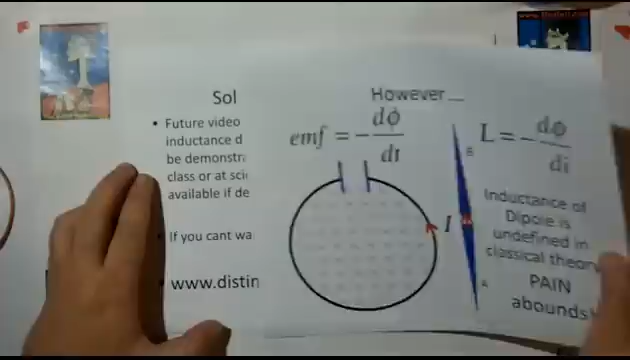 Sol
• Future video
inductance d
be demonstra
class or at scie
available if de
If you cant wa
• www.distin
However...
emf = - dϕ
dt
I
B
A
L = - dϕ
di
Inductance of
Dipole is
undefined in
classical theory
PAIN
abounds!